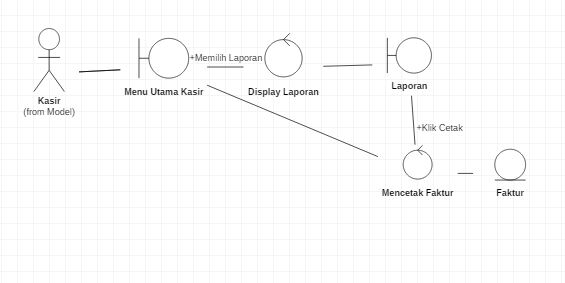 +Memilih Laporan
Laporan
Menu Utama Kasir
Display Laporan
Kasir
(from Model)
+Klik Cetak
Mencetak Faktur
Faktur